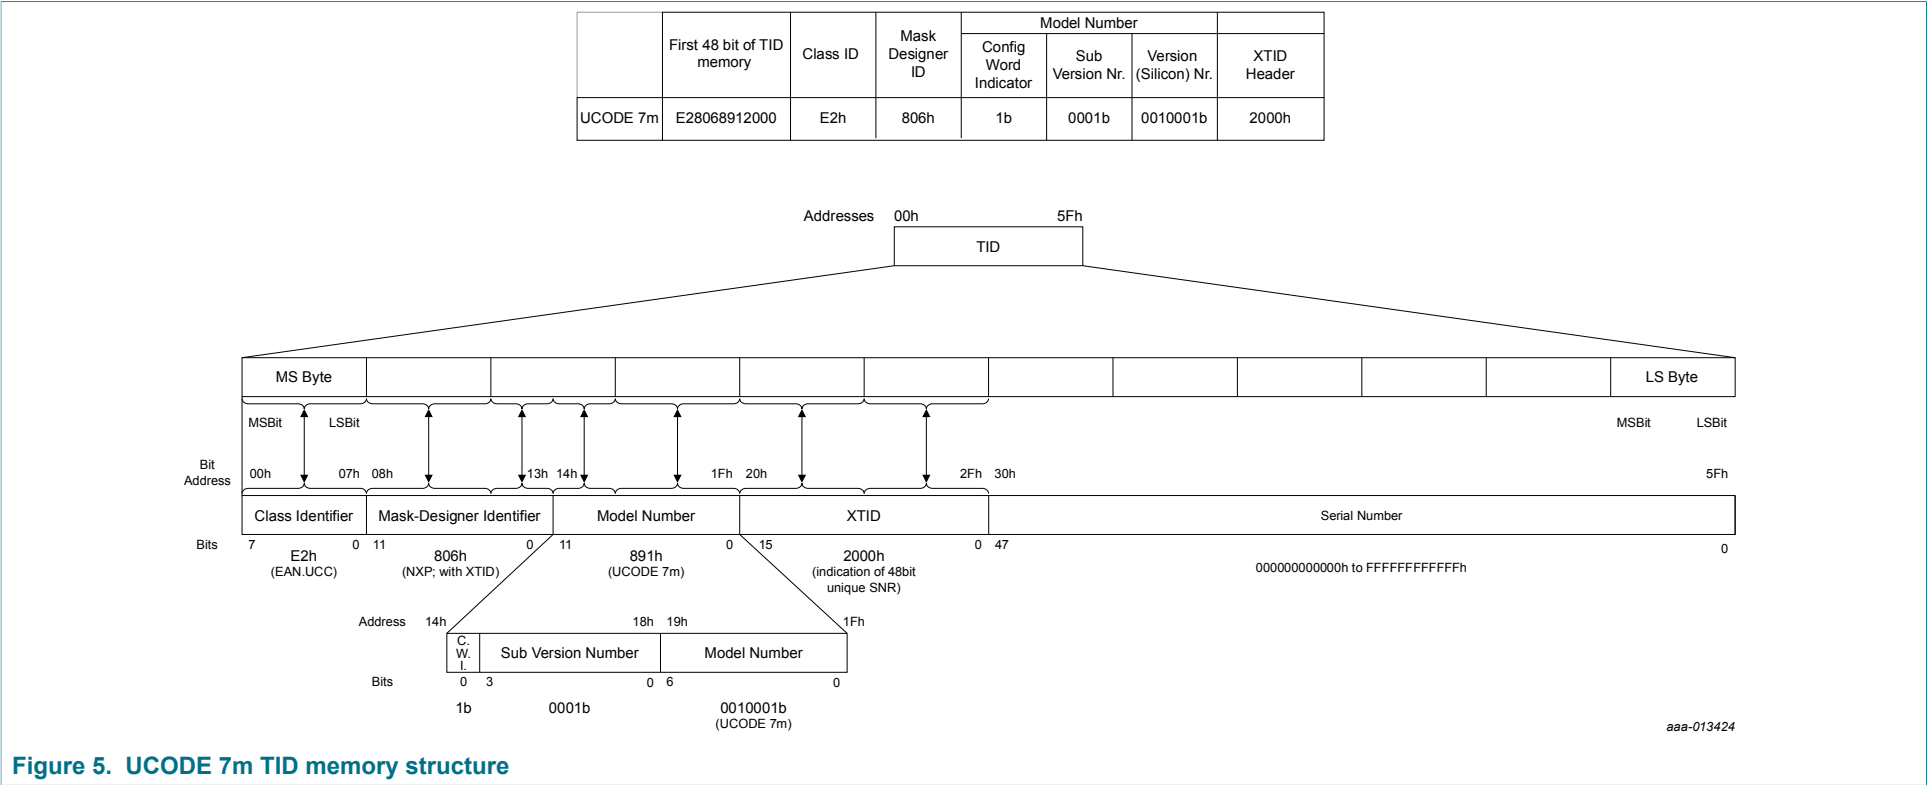 Model Number
First 48 bit of TID memory
Class ID
Mask Designer ID
Config Word Indicator
Sub Version Nr.
Version (Silicon) Nr.
XTID Header
UCODE 7m E28068912000 E2h 806h 1b 0001b 0010001b 2000h
Addresses 00h 5Fh
TID
MS Byte LS Byte
MSBit LSBit MSBit LSBit
Bit Address 00h 07h 08h 13h 14h 1Fh 20h 2Fh 30h 5Fh
Class Identifier Mask-Designer Identifier Model Number XTID Serial Number
Bits 7 0 11 0 11 0 15 0 47 0
E2h 806h 891h 2000h
(EAN.UCC) (NXP; with XTID) (UCODE 7m) (indication of 48bit
unique SNR)
000000000000h to FFFFFFFFFFFFh
Address 14h 18h 19h 1Fh
C.
W.
I.
Sub Version Number Model Number
Bits 0 3 0 6 0
1b 0001b 0010001b
(UCODE 7m)
aaa-013424
Figure 5. UCODE 7m TID memory structure